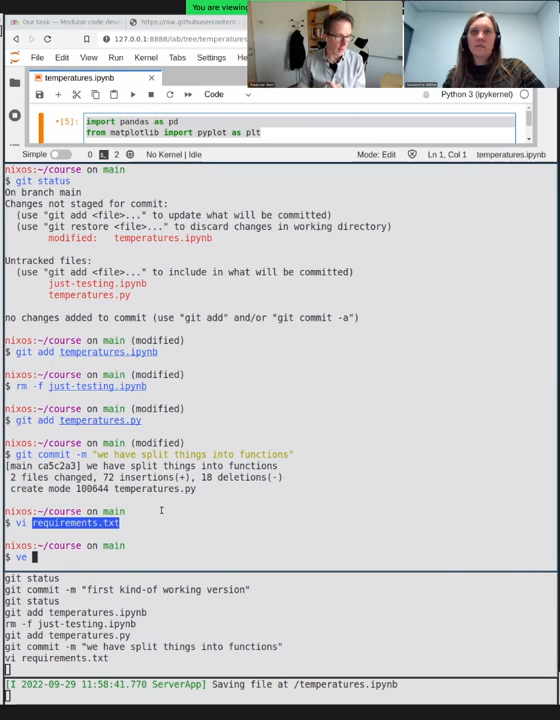 You are viewing
Our task — Modular code dev
https://raw.githubusercontent
127.0.0.1:8888/lab/tree/temperatures
File Edit View Run Kernel Tabs Settings
temperatures.ipynb
Code
Python 3 (ipykernel)
•[5]: import pandas as pd
from matplotlib import pyplot as plt
Simple 0 2 No Kernel | Idle Mode: Edit Ln 1, Col 1 temperatures.ipynb
nixos:~/course on main
$ git status
On branch main
Changes not staged for commit:
(use "git add <file>..." to update what will be committed)
(use "git restore <file>..." to discard changes in working directory)
modified: temperatures.ipynb
Untracked files:
(use "git add <file>..." to include in what will be committed)
just-testing.ipynb
temperatures.py
no changes added to commit (use "git add" and/or "git commit -a")
nixos:~/course on main (modified)
$ git add temperatures.ipynb
nixos:~/course on main (modified)
$ rm -f just-testing.ipynb
nixos:~/course on main (modified)
$ git add temperatures.py
nixos:~/course on main (modified)
$ git commit -m "we have split things into functions"
[main ca5c2a3] we have split things into functions
2 files changed, 72 insertions(+), 18 deletions(-)
create mode 100644 temperatures.py
nixos:~/course on main
$ vi requirements.txt
nixos:~/course on main
$ ve
git status
git commit -m "first kind-of working version"
git status
git add temperatures.ipynb
rm -f just-testing.ipynb
git add temperatures.py
git commit -m "we have split things into functions"
vi requirements.txt
[I 2022-09-29 11:58:41.770 ServerApp] Saving file at /temperatures.ipynb